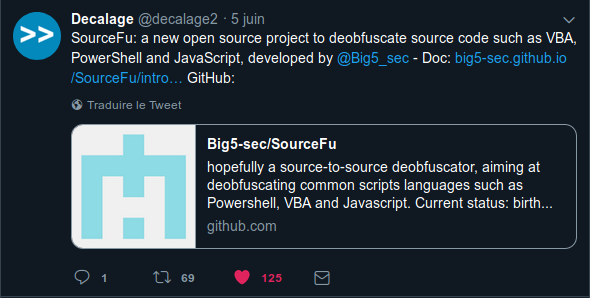 Decalage @decalage2 · 5 juin
SourceFu: a new open source project to deobfuscate source code such as VBA,
PowerShell and JavaScript, developed by @Big5_sec - Doc: big5-sec.github.io
/SourceFu/intro… GitHub:
Traduire le Tweet
Big5-sec/SourceFu
hopefully a source-to-source deobfuscator, aiming at
deobfuscating common scripts languages such as
Powershell, VBA and Javascript. Current status: birth...
github.com
1 69 125